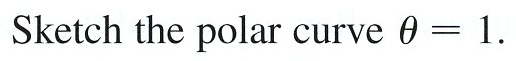 Sketch the polar curve θ = 1.